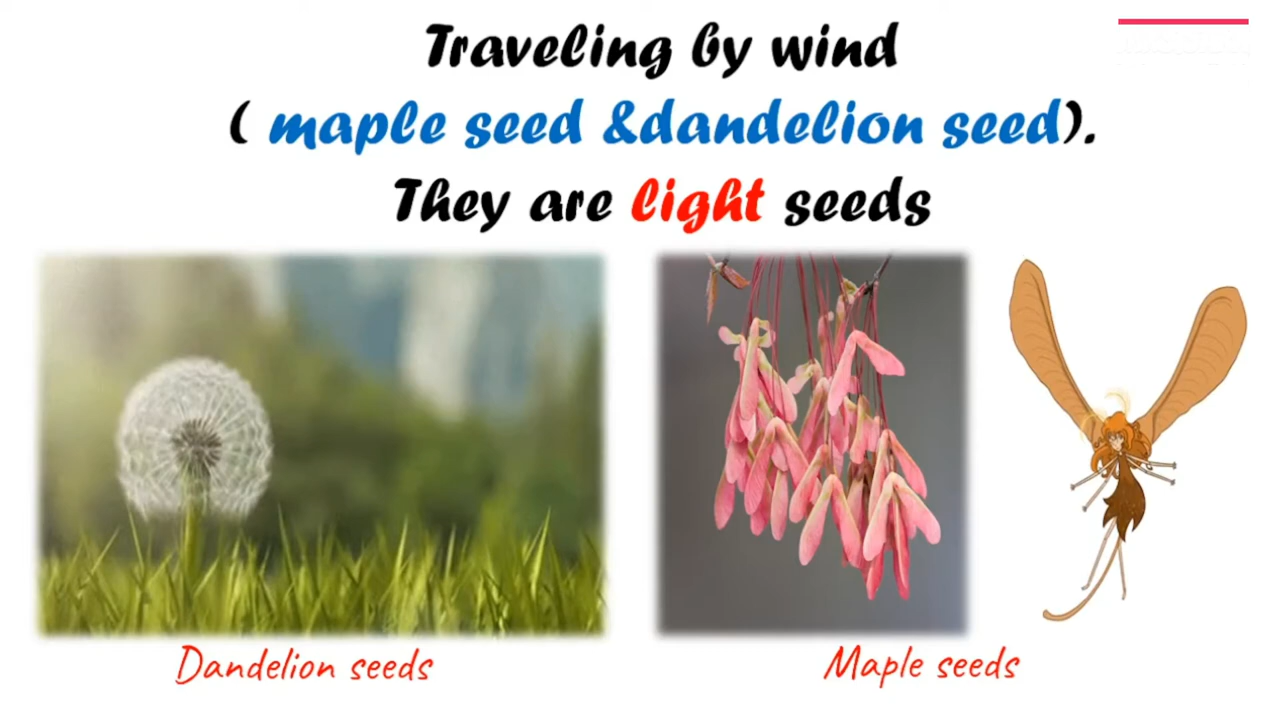 Traveling by wind
( maple seed &dandelion seed).
They are light seeds
Dandelion seeds
Maple seeds